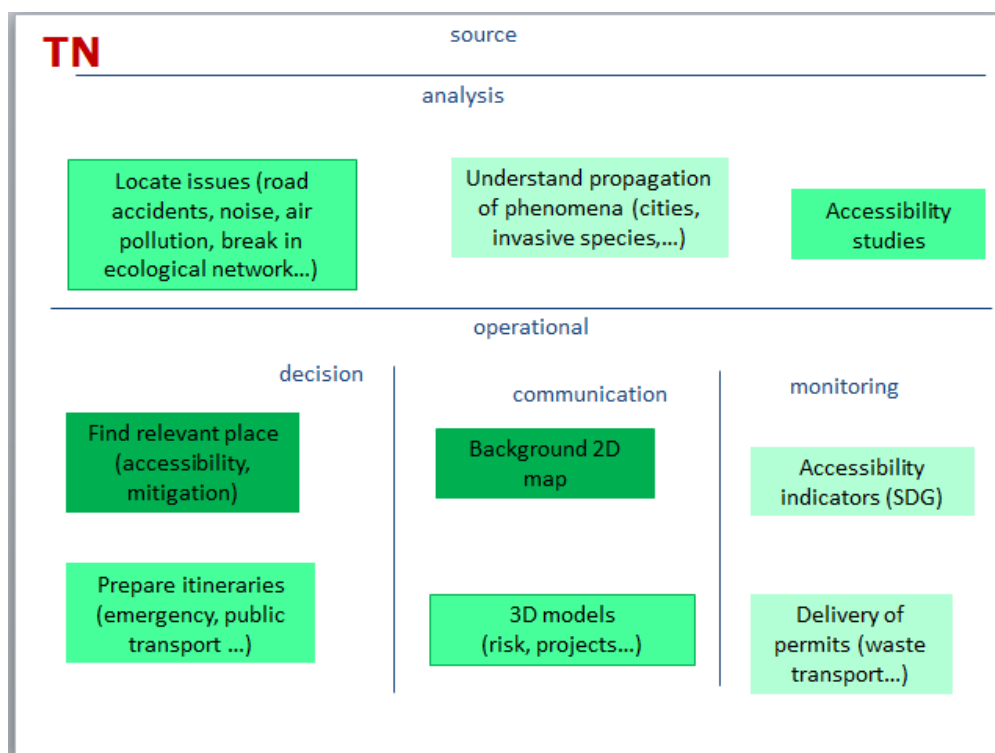 TN
source
analysis
Locate issues (road
accidents, noise, air
pollution, break in
ecological network...)
Understand propagation
of phenomena (cities,
invasive species,...)
Accessibility
studies
operational
decision
Find relevant place
(accessibility,
mitigation)
Prepare itineraries
(emergency, public
transport ...)
communication
Background 2D
map
3D models
(risk, projects...)
monitoring
Accessibility
indicators (SDG)
Delivery of
permits (waste
transport...)